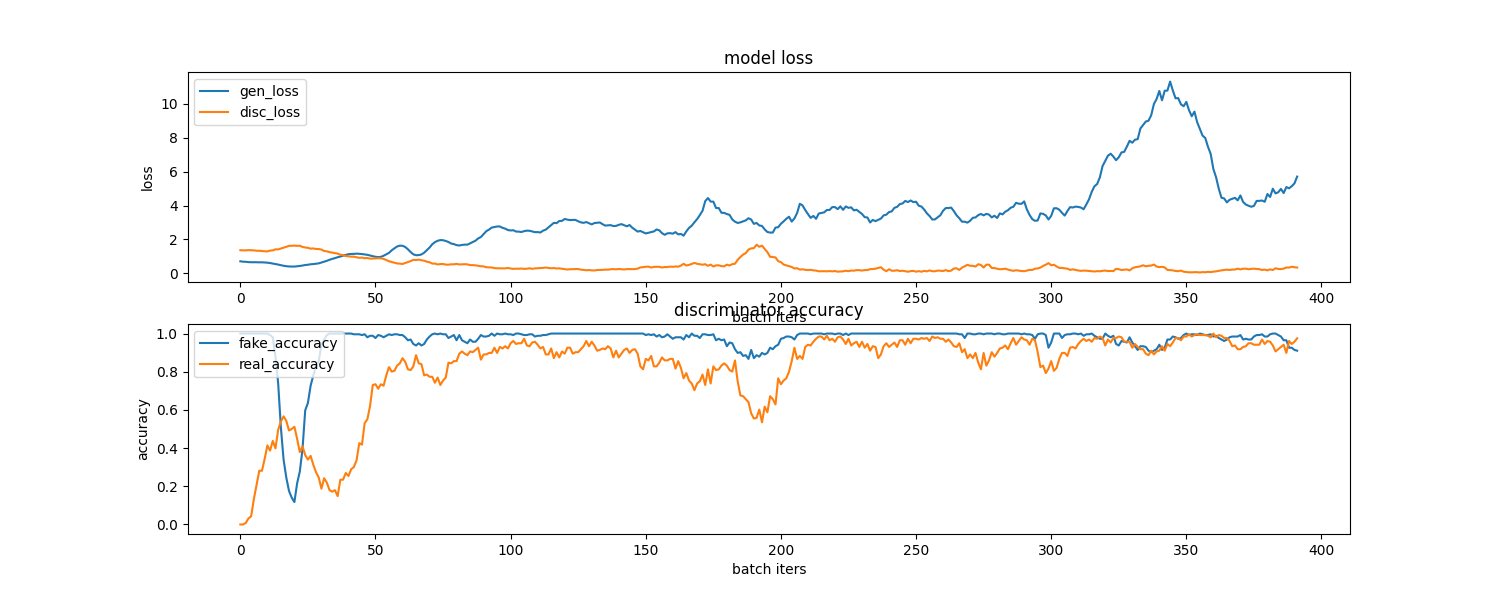 model loss
gen_loss
disc_loss
loss
10
8
6
4
2
0
0 50 100 150 200 250 300 350 400
batch iters
discriminator accuracy
fake_accuracy
real_accuracy
accuracy
1.0
0.8
0.6
0.4
0.2
0.0
0 50 100 150 200 250 300 350 400
batch iters